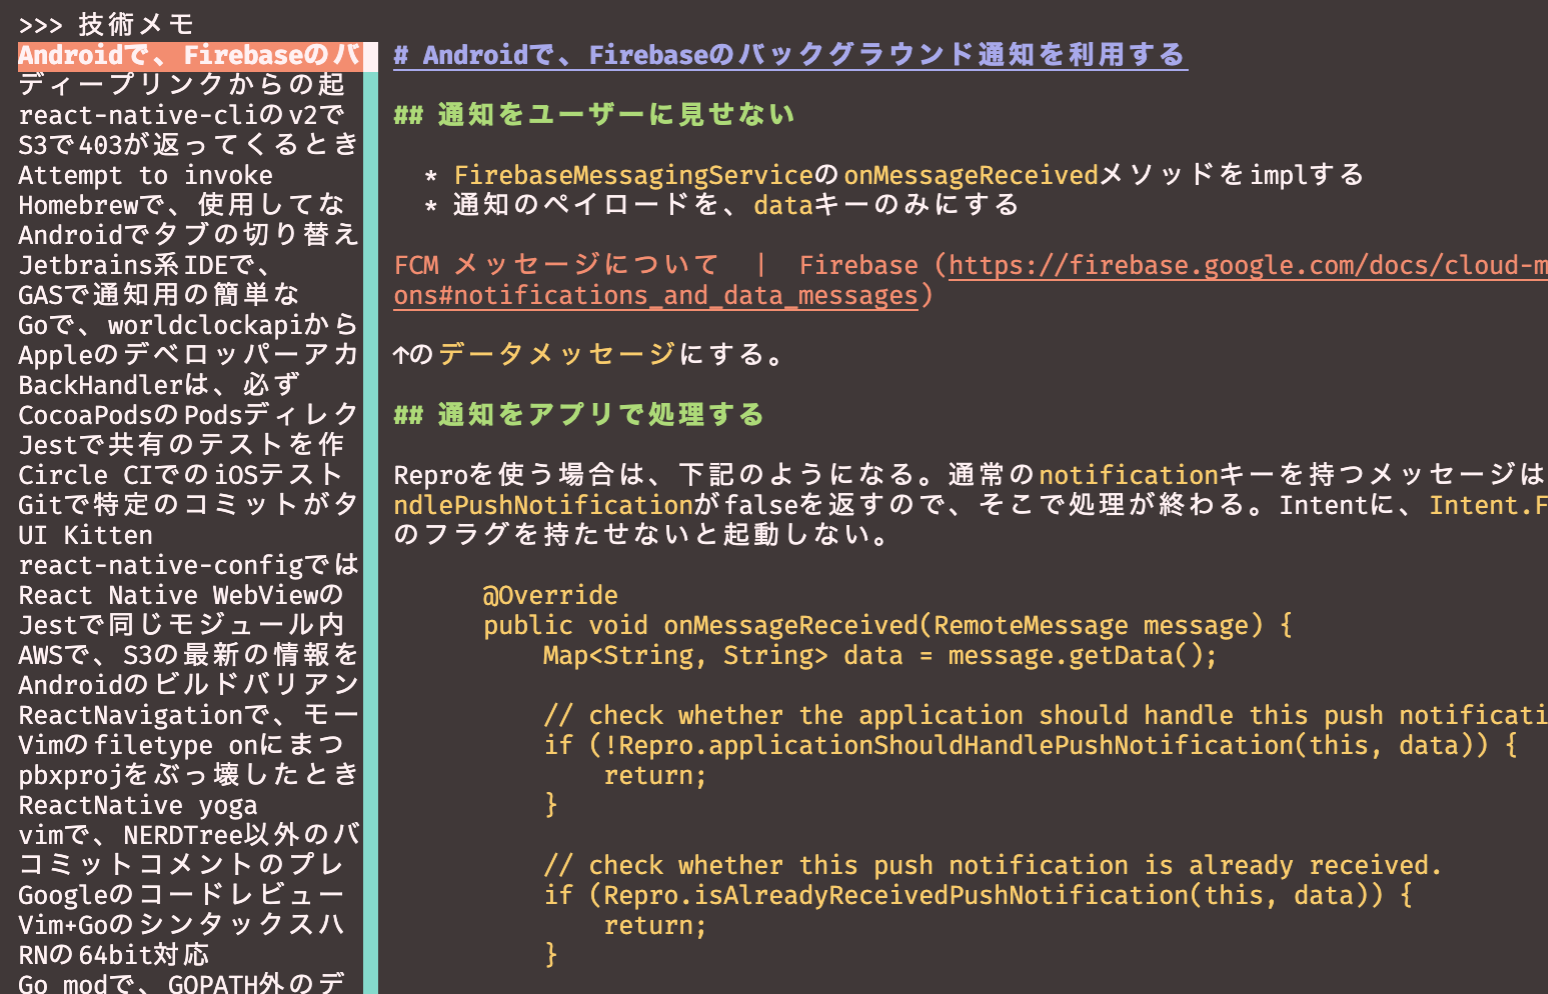 >>> 技術メモ
Androidで、Firebaseのバ
ディープリンクからの起
react-native-cliのv2で
S3で403が返ってくるとき
Attempt to invoke
Homebrewで、使用してな
Androidでタブの切り替え
Jetbrains系IDEで、
GASで通知用の簡単な
Goで、worldclockapiから
Appleのデベロッパーアカ
BackHandlerは、必ず
CocoaPodsのPodsディレク
Jestで共有のテストを作
Circle CIでのiOSテスト
Gitで特定のコミットがタ
UI Kitten
react-native-configでは
React Native WebViewの
Jestで同じモジュール内
AWSで、S3の最新の情報を
Androidのビルドバリアン
ReactNavigationで、モー
Vimのfiletype onにまつ
pbxprojをぶっ壊したとき
ReactNative yoga
vimで、NERDTree以外のバ
コミットコメントのプレ
Googleのコードレビュー
Vim+Goのシンタックスハ
RNの64bit対応
Go modで、GOPATH外のデ
# Androidで、Firebaseのバックグラウンド通知を利用する
## 通知をユーザーに見せない
* FirebaseMessagingServiceのonMessageReceivedメソッドをimplする
* 通知のペイロードを、dataキーのみにする
FCM メッセージについて | Firebase (https://firebase.google.com/docs/cloud-m
ons#notifications_and_data_messages)
↑のデータメッセージにする。
## 通知をアプリで処理する
Reproを使う場合は、下記のようになる。通常のnotificationキーを持つメッセージは
ndlePushNotificationがfalseを返すので、そこで処理が終わる。Intentに、Intent.F
のフラグを持たせないと起動しない。
@Override
public void onMessageReceived(RemoteMessage message) {
Map<String, String> data = message.getData();
// check whether the application should handle this push notificati
if (!Repro.applicationShouldHandlePushNotification(this, data)) {
return;
}
// check whether this push notification is already received.
if (Repro.isAlreadyReceivedPushNotification(this, data)) {
return;
}